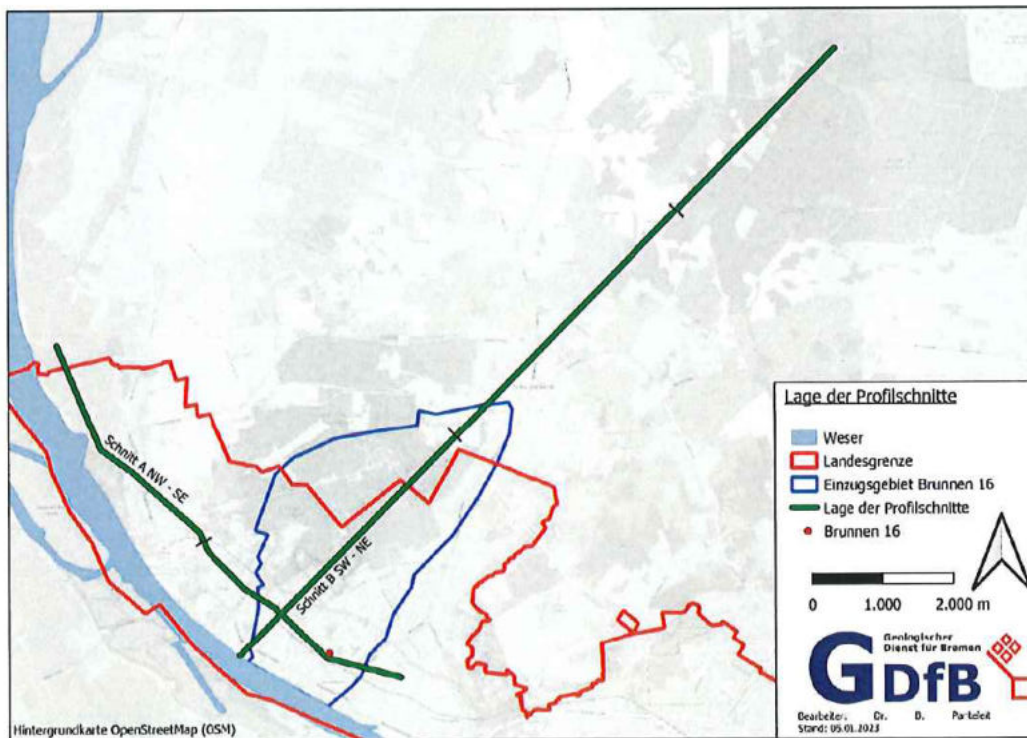 Schnitt A NW - SE
Schnitt B SW - NE
Lage der Profilschnitte
Weser
Landesgrenze
Einzugsgebiet Brunnen 16
Lage der Profilschnitte
Brunnen 16
0 1.000 2.000 m
Geologischer
Dienst für Bremen
GDfB
Bearbeiter: Dr. B. Panteleit
Stand: 05.01.2023
Hintergrundkarte OpenStreetMap (OSM)